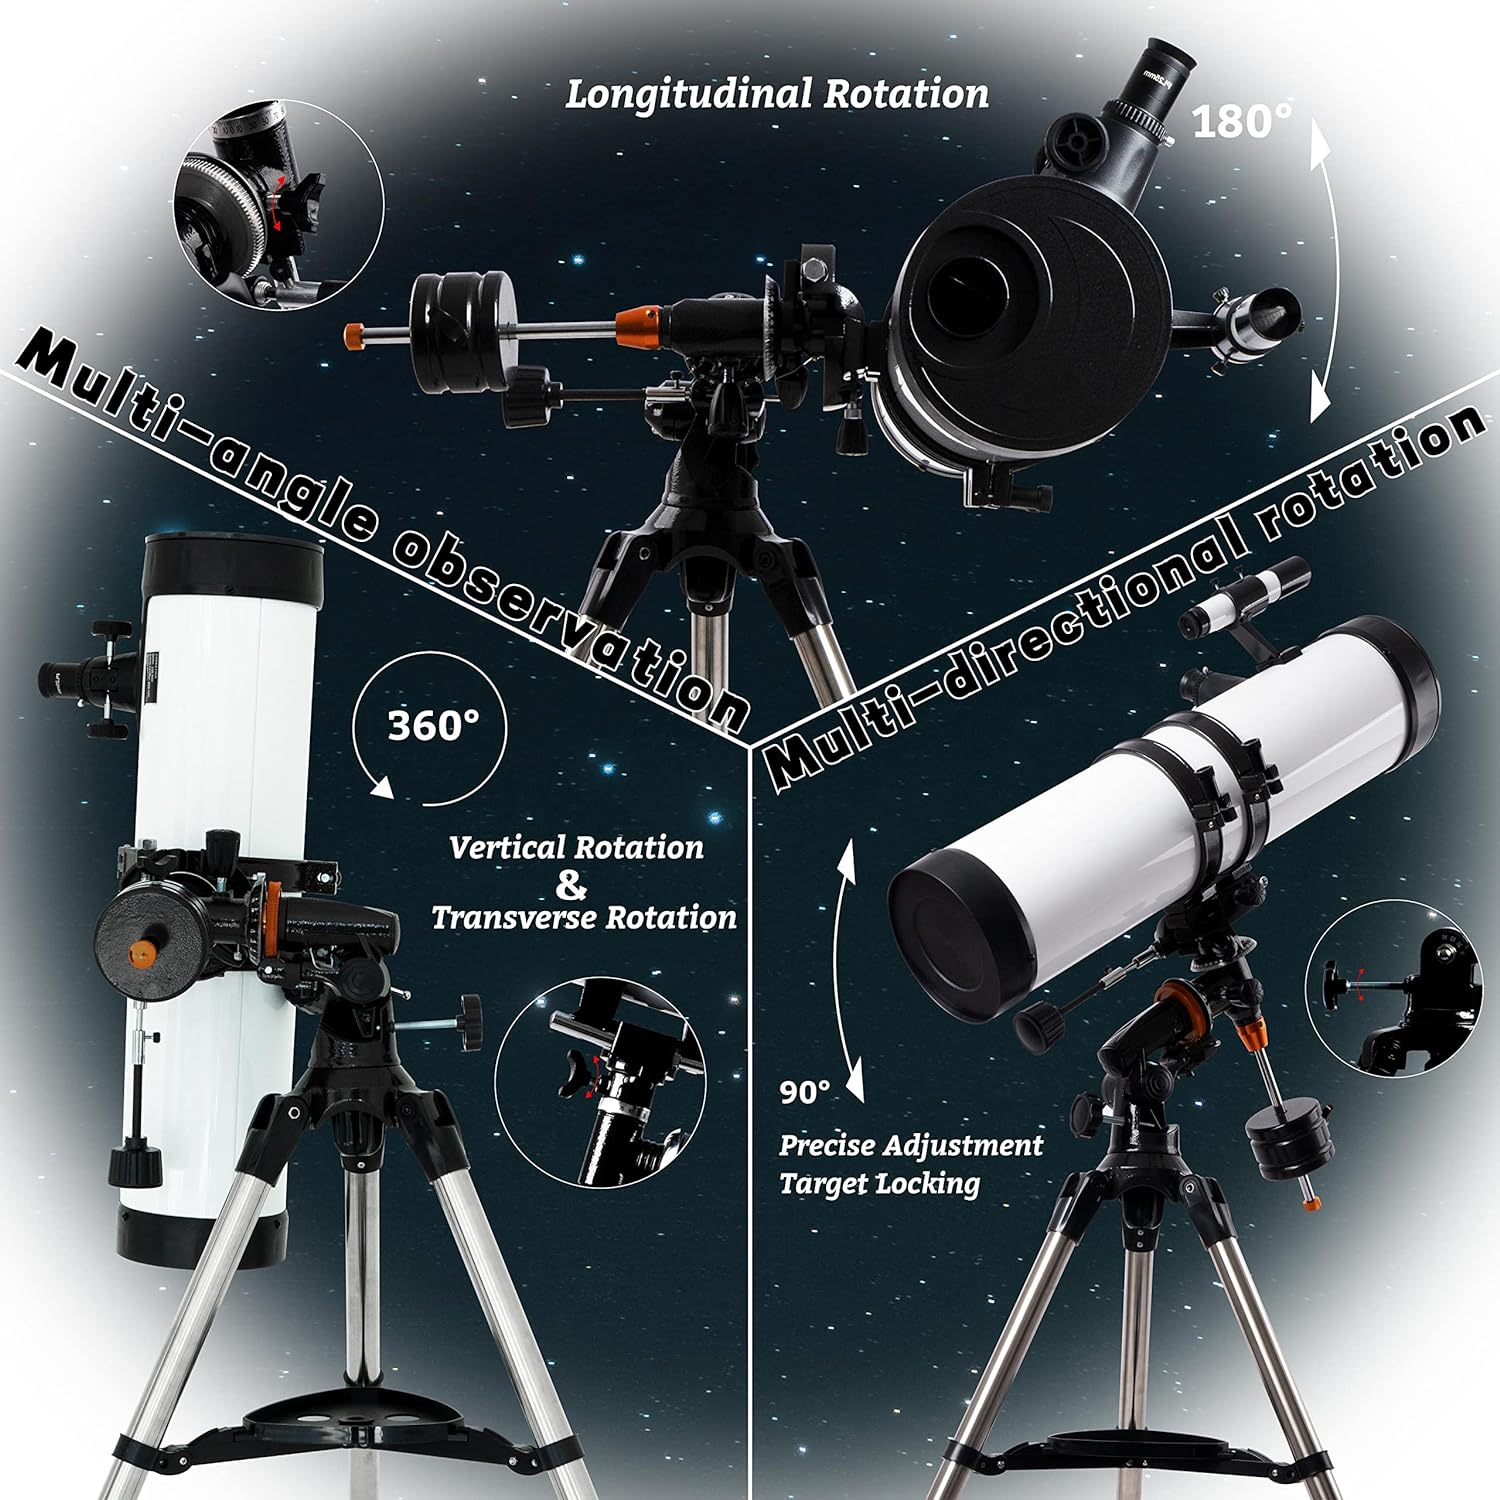 Longitudinal Rotation
180°
PL25mm
Multi-angle observation
Multi-directional rotation
360°
Vertical Rotation
&
Transverse Rotation
90°
Precise Adjustment
Target Locking